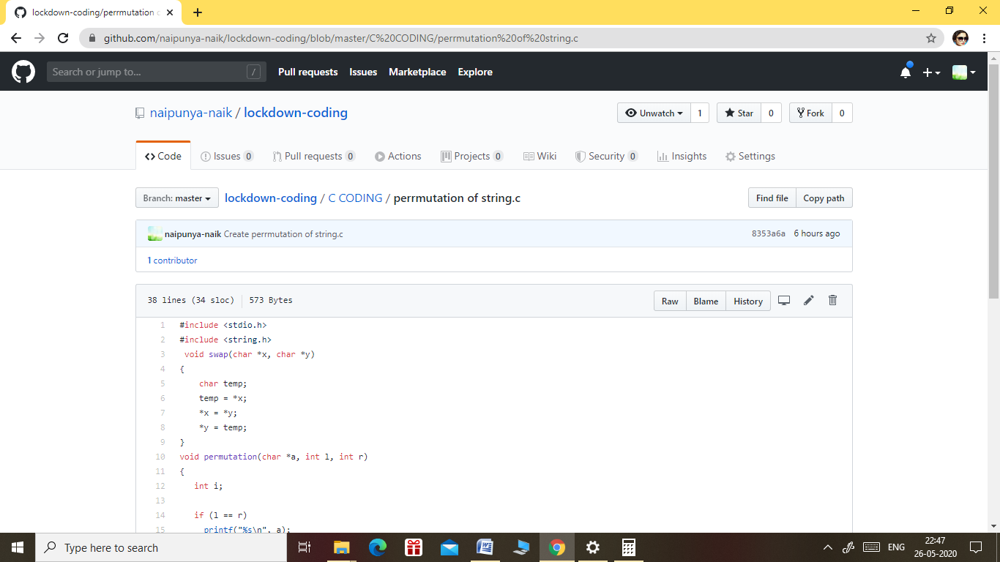 lockdown-coding/perrmutation o
github.com/naipunya-naik/lockdown-coding/blob/master/C%20CODING/perrmutation%20of%20string.c
Search or jump to... / Pull requests Issues Marketplace Explore
naipunya-naik / lockdown-coding Unwatch 1 Star 0 Fork 0
Code Issues 0 Pull requests 0 Actions Projects 0 Wiki Security 0 Insights Settings
Branch: master lockdown-coding / C CODING / perrmutation of string.c Find file Copy path
naipunya-naik Create perrmutation of string.c 8353a6a 6 hours ago
1 contributor
38 lines (34 sloc) 573 Bytes Raw Blame History
1 #include <stdio.h>
2 #include <string.h>
3 void swap(char *x, char *y)
4 {
5 char temp;
6 temp = *x;
7 *x = *y;
8 *y = temp;
9 }
10 void permutation(char *a, int l, int r)
11 {
12 int i;
13
14 if (l == r)
15 printf("%s\n", a);
Type here to search ENG 22:47
26-05-2020